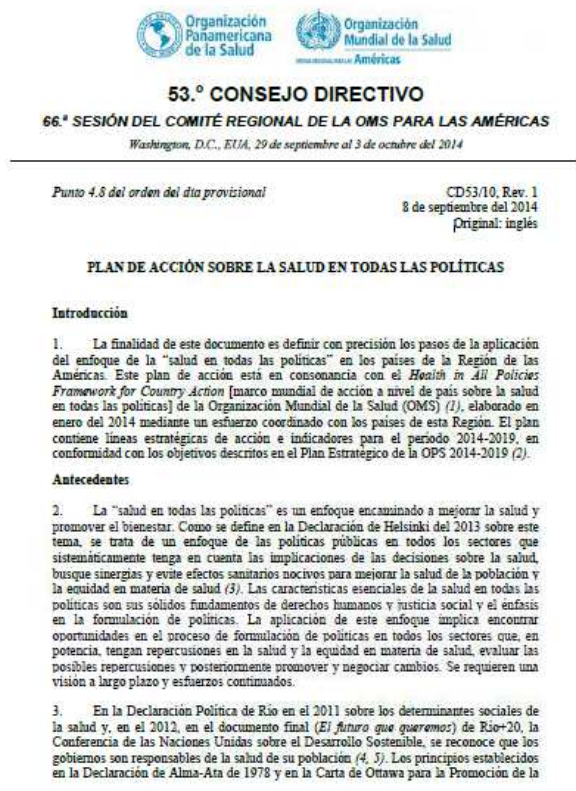 Organización
Panamericana
de la Salud
Organización
Mundial de la Salud
Américas
53.º CONSEJO DIRECTIVO
66.ª SESIÓN DEL COMITÉ REGIONAL DE LA OMS PARA LAS AMÉRICAS
Washington, D.C., EUA, 29 de septiembre al 3 de octubre del 2014
Punto 4.8 del orden del día provisional
CD53/10, Rev. 1
8 de septiembre del 2014
Original: inglés
PLAN DE ACCIÓN SOBRE LA SALUD EN TODAS LAS POLÍTICAS
Introducción
1. La finalidad de este documento es definir con precisión los pasos de la aplicación
del enfoque de la “salud en todas las políticas” en los países de la Región de las
Américas. Este plan de acción está en consonancia con el Health in All Policies
Framework for Country Action [marco mundial de acción a nivel de país sobre la salud
en todas las políticas] de la Organización Mundial de la Salud (OMS) (1), elaborado en
enero del 2014 mediante un esfuerzo coordinado con los países de esta Región. El plan
contiene líneas estratégicas de acción e indicadores para el período 2014-2019, en
conformidad con los objetivos descritos en el Plan Estratégico de la OPS 2014-2019 (2).
Antecedentes
2. La “salud en todas las políticas” es un enfoque encaminado a mejorar la salud y
promover el bienestar. Como se define en la Declaración de Helsinki del 2013 sobre este
tema, se trata de un enfoque de las políticas públicas en todos los sectores que
sistemáticamente tenga en cuenta las implicaciones de las decisiones sobre la salud,
busque sinergias y evite efectos sanitarios nocivos para mejorar la salud de la población y
la equidad en materia de salud (3). Las características esenciales de la salud en todas las
políticas son sus sólidos fundamentos de derechos humanos y justicia social y el énfasis
en la formulación de políticas. La aplicación de este enfoque implica encontrar
oportunidades en el proceso de formulación de políticas en todos los sectores que, en
potencia, tengan repercusiones en la salud y la equidad en materia de salud, evaluar las
posibles repercusiones y posteriormente promover y negociar cambios. Se requieren una
visión a largo plazo y esfuerzos continuados.
3. En la Declaración Política de Rio en el 2011 sobre los determinantes sociales de
la salud y, en el 2012, en el documento final (El futuro que queremos) de Rio+20, la
Conferencia de las Naciones Unidas sobre el Desarrollo Sostenible, se reconoce que los
gobiernos son responsables de la salud de su población (4, 5). Los principios establecidos
en la Declaración de Alma-Ata de 1978 y en la Carta de Ottawa para la Promoción de la